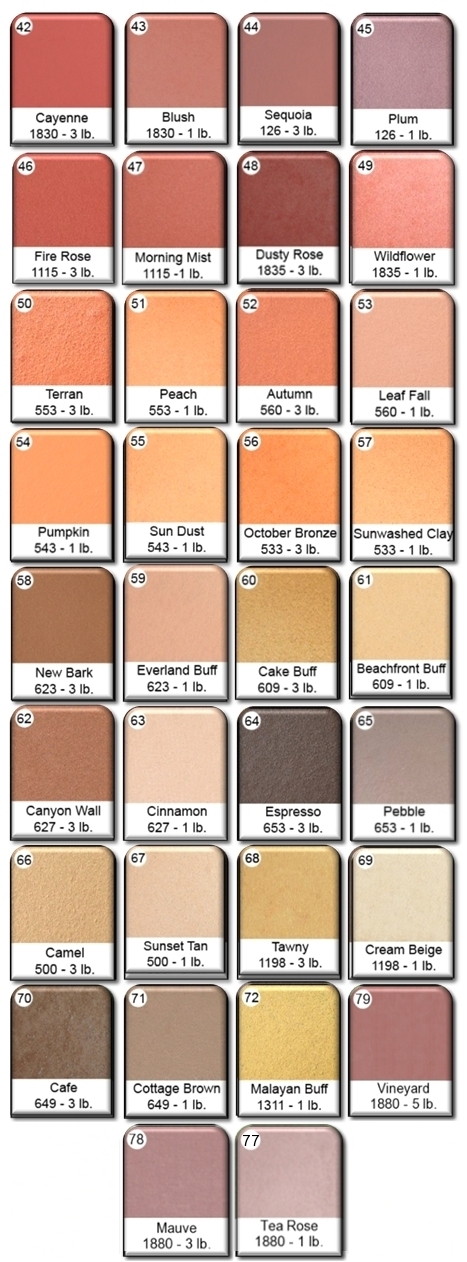 42 43 44 45
Cayenne Blush Sequoia Plum
1830 - 3 lb. 1830 - 1 lb. 126 - 3 lb. 126 - 1 lb.
46 47 48 49
Fire Rose Morning Mist Dusty Rose Wildflower
1115 - 3 lb. 1115 -1 lb. 1835 - 3 lb. 1835 - 1 lb.
50 51 52 53
Terran Peach Autumn Leaf Fall
553 - 3 lb. 553 - 1 lb. 560 - 3 lb. 560 - 1 lb.
54 55 56 57
Pumpkin Sun Dust October Bronze Sunwashed Clay
543 - 1 lb. 543 - 1 lb. 533 - 3 lb. 533 - 1 lb.
58 59 60 61
New Bark Everland Buff Cake Buff Beachfront Buff
623 - 3 lb. 623 - 1 lb. 609 - 3 lb. 609 - 1 lb.
62 63 64 65
Canyon Wall Cinnamon Espresso Pebble
627 - 3 lb. 627 - 1 lb. 653 - 3 lb. 653 - 1 lb.
66 67 68 69
Camel Sunset Tan Tawny Cream Beige
500 - 3 lb. 500 - 1 lb. 1198 - 3 lb. 1198 - 1 lb.
70 71 72 79
Cafe Cottage Brown Malayan Buff Vineyard
649 - 3 lb. 649 - 1 lb. 1311 - 1 lb. 1880 - 5 lb.
78 77
Mauve Tea Rose
1880 - 3 lb. 1880 - 1 lb.